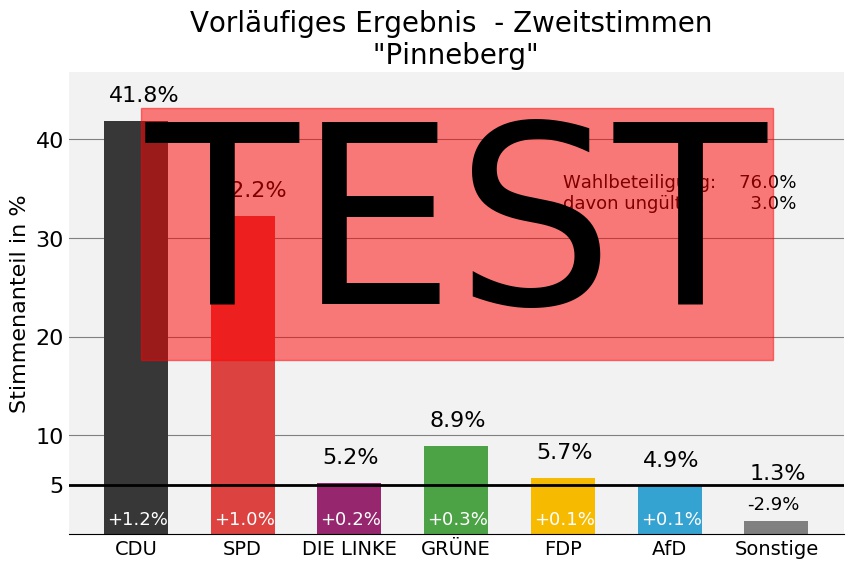 Vorläufiges Ergebnis - Zweitstimmen
"Pinneberg"
Stimmenanteil in %
40
30
20
10
5
41.8%
5.2%
8.9%
5.7%
4.9%
1.3%
-2.9%
TEST
Wahlbeteiligung: 76.0%
davon 3.0%
+1.2%
+1.0%
+0.2%
+0.3%
+0.1%
+0.1%
CDU
SPD
DIE LINKE
GRÜNE
FDP
AfD
Sonstige